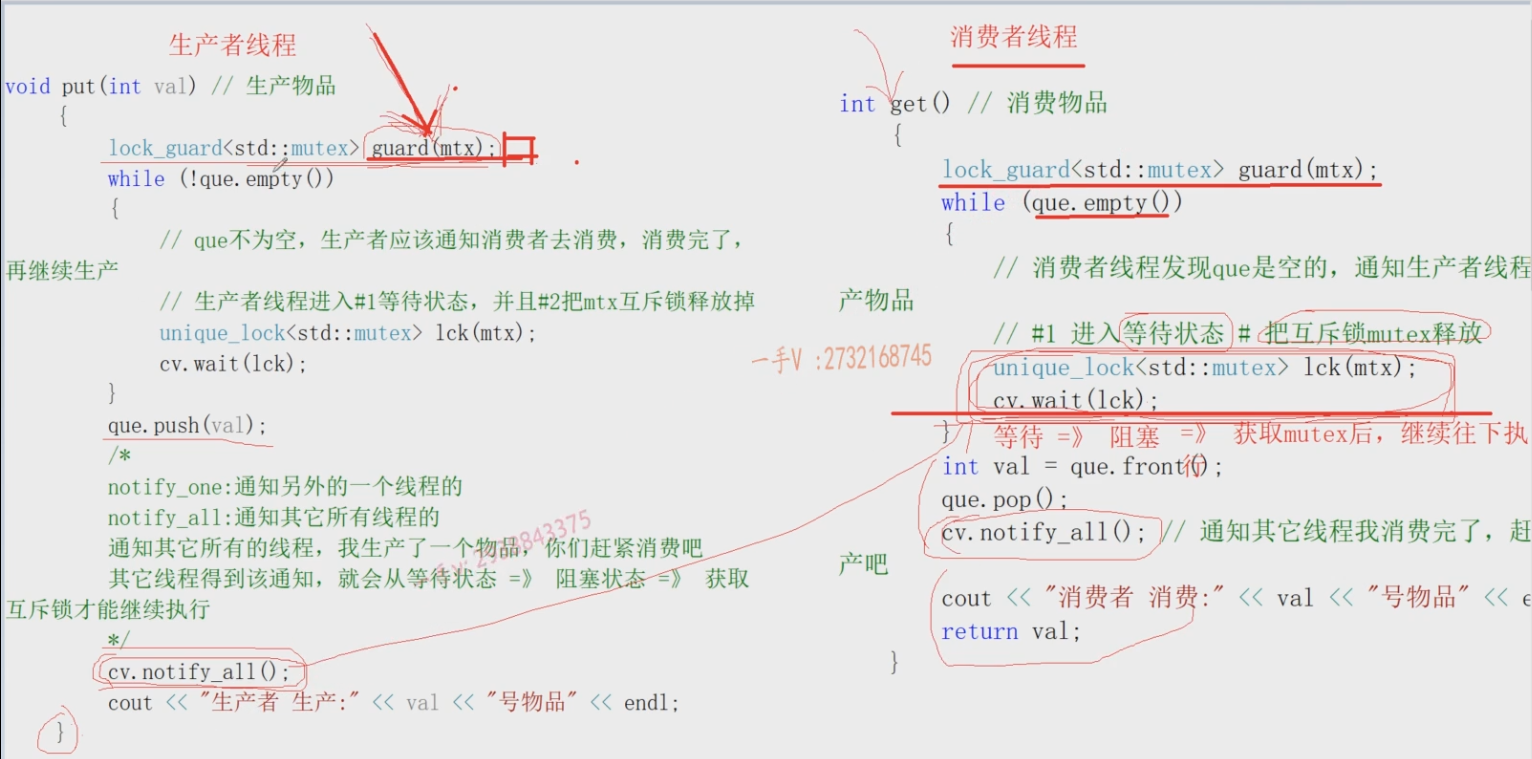 生产者线程
void put(int val) // 生产物品
{
lock_guard<std::mutex> guard(mtx);
while (!que.empty())
{
// que不为空，生产者应该通知消费者去消费，消费完了，
再继续生产
// 生产者线程进入#1等待状态，并且#2把mtx互斥锁释放掉
unique_lock<std::mutex> lck(mtx);
cv.wait(lck);
}
que.push(val);
/*
notify_one:通知另外的一个线程的
notify_all:通知其它所有线程的
通知其它所有的线程，我生产了一个物品，你们赶紧消费吧
其它线程得到该通知，就会从等待状态 =》 阻塞状态 =》 获取
互斥锁才能继续执行
*/
cv.notify_all();
cout << "生产者 生产:" << val << "号物品" << endl;
}
消费者线程
int get() // 消费物品
{
lock_guard<std::mutex> guard(mtx);
while (que.empty())
{
// 消费者线程发现que是空的，通知生产者线程
产物品
// #1 进入等待状态 # 把互斥锁mutex释放
unique_lock<std::mutex> lck(mtx);
cv.wait(lck);
}
等待 =》 阻塞 =》 获取mutex后，继续往下执
行
int val = que.front();
que.pop();
cv.notify_all(); // 通知其它线程我消费完了，赶
产吧
cout << "消费者 消费:" << val << "号物品" << e
return val;
}
一手V :2732168745